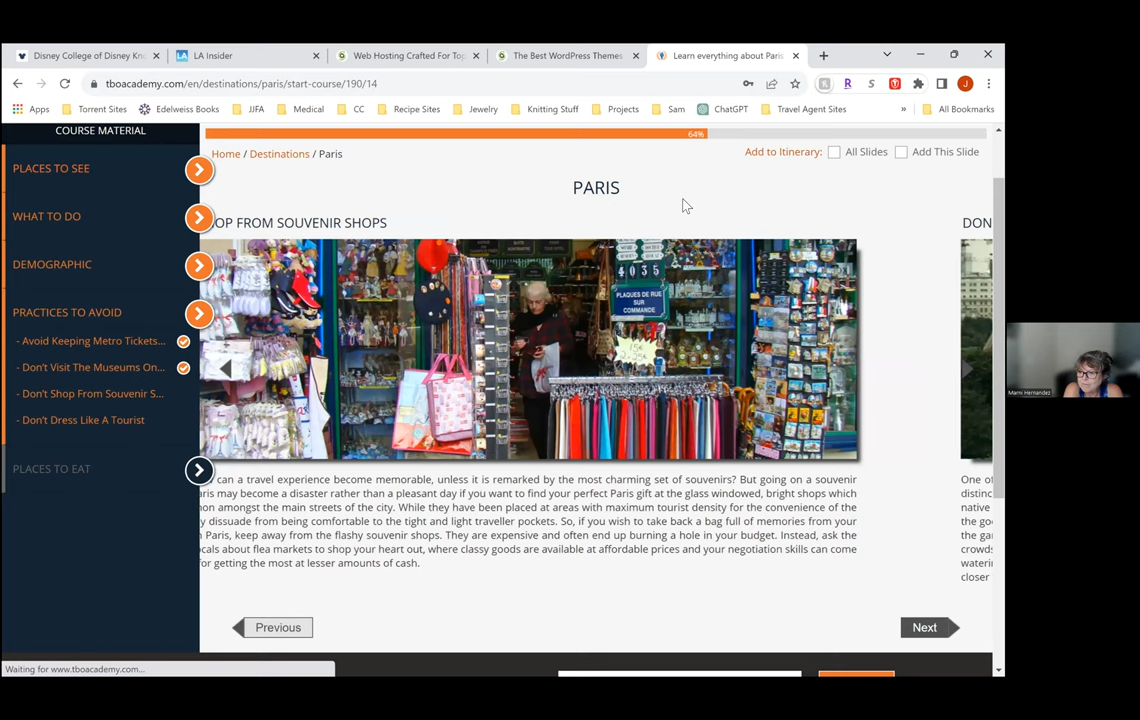 Disney College of Disney Kno
LA LA Insider
Web Hosting Crafted For Top
The Best WordPress Themes
Learn everything about Paris
tboacademy.com/en/destinations/paris/start-course/190/14
Apps Torrent Sites Edelweiss Books JJFA Medical CC Recipe Sites Jewelry Knitting Stuff Projects Sam ChatGPT Travel Agent Sites » All Bookmarks
COURSE MATERIAL
PLACES TO SEE
WHAT TO DO
DEMOGRAPHIC
PRACTICES TO AVOID
- Avoid Keeping Metro Tickets...
- Don't Visit The Museums On...
- Don't Shop From Souvenir S...
- Don't Dress Like A Tourist
PLACES TO EAT
64%
Home / Destinations / Paris
Add to Itinerary: All Slides Add This Slide
PARIS
OP FROM SOUVENIR SHOPS
DON
4035
PLAQUES DE RUE
SUR
COMMANDE
can a travel experience become memorable, unless it is remarked by the most charming set of souvenirs? But going on a souvenir
aris may become a disaster rather than a pleasant day if you want to find your perfect Paris gift at the glass windowed, bright shops which
on amongst the main streets of the city. While they have been placed at areas with maximum tourist density for the convenience of the
y dissuade from being comfortable to the tight and light traveller pockets. So, if you wish to take back a bag full of memories from your
Paris, keep away from the flashy souvenir shops. They are expensive and often end up burning a hole in your budget. Instead, ask the
cals about flea markets to shop your heart out, where classy goods are available at affordable prices and your negotiation skills can come
for getting the most at lesser amounts of cash.
One of
distinc
native
the go
the gar
crowds
waterin
closer
Previous
Next
Waiting for www.tboacademy.com...
Marni Hernandez